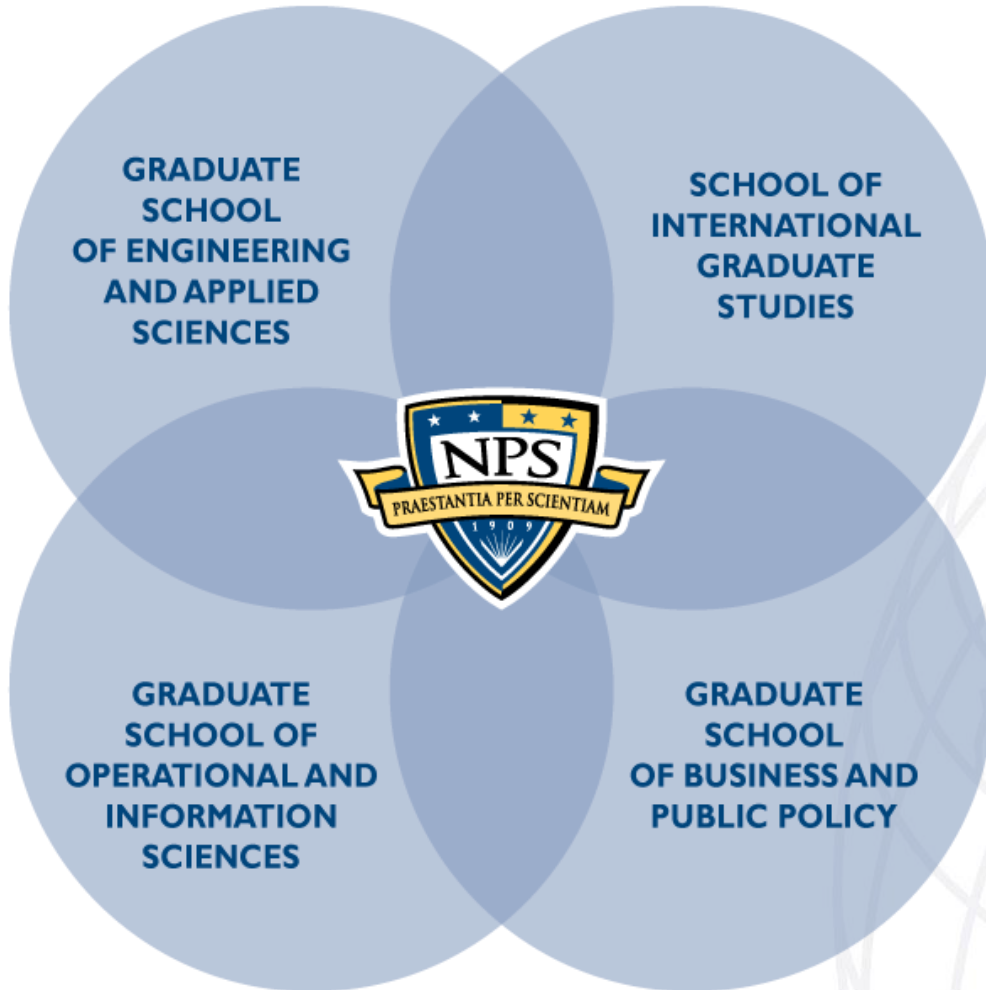 GRADUATE
SCHOOL
OF ENGINEERING
AND APPLIED
SCIENCES
SCHOOL OF
INTERNATIONAL
GRADUATE
STUDIES
NPS
PRAESTANTIA PER SCIENTIAM
1909
GRADUATE
SCHOOL OF
OPERATIONAL AND
INFORMATION
SCIENCES
GRADUATE
SCHOOL
OF BUSINESS AND
PUBLIC POLICY